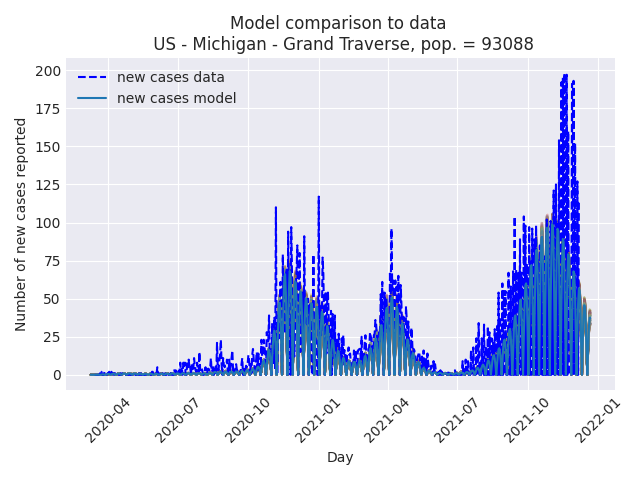 Model comparison to data
US - Michigan - Grand Traverse, pop. = 93088
new cases data
new cases model
Number of new cases reported
200
175
150
125
100
75
50
25
0
2020-04
2020-07
2020-10
2021-01
2021-04
2021-07
2021-10
2022-01
Day